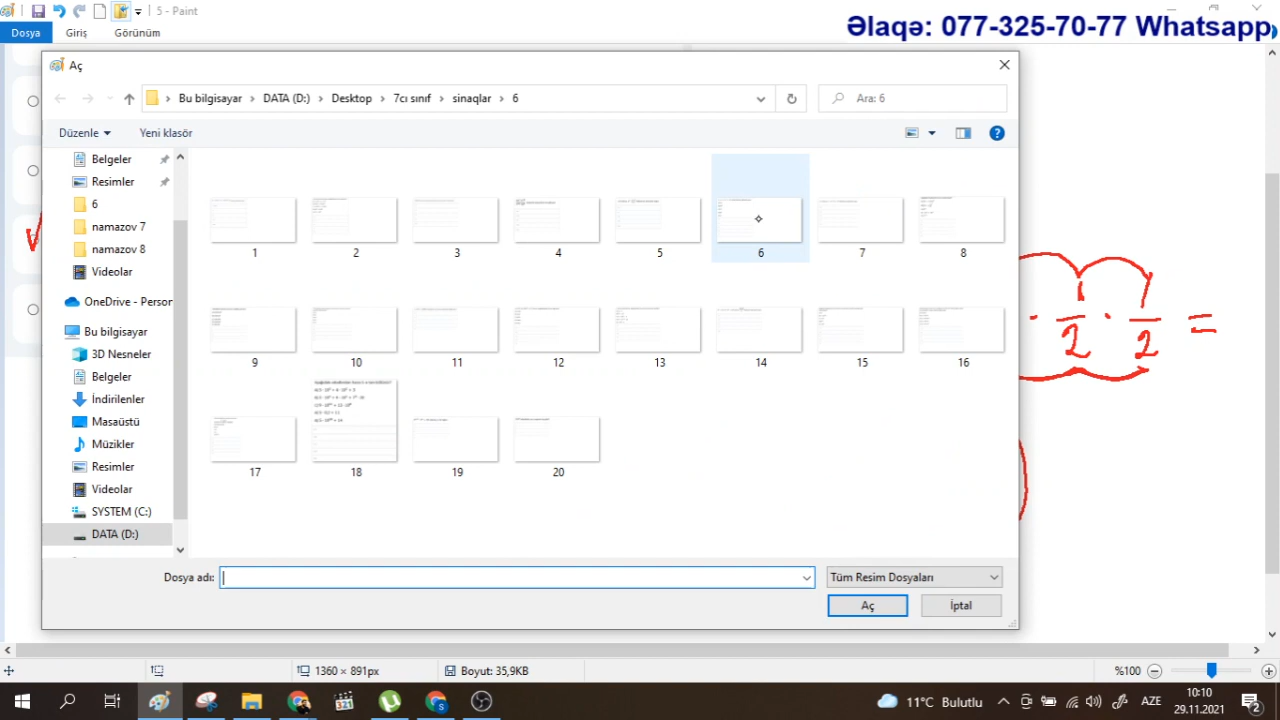 5 - Paint
Əlaqə: 077-325-70-77 Whatsapp
Dosya
Giriş
Görünüm
Aç
Bu bilgisayar > DATA (D:) > Desktop > 7cı sınıf > sinaqlar > 6
Ara: 6
Düzenle
Yeni klasör
Belgeler
Resimler
6
namazov 7
namazov 8
Videolar
OneDrive - Person
Bu bilgisayar
3D Nesneler
Belgeler
İndirilenler
Masaüstü
Müzikler
Resimler
Videolar
SYSTEM (C:)
DATA (D:)
1 2 3 4 5 6 7 8
9 10 11 12 13 14 15 16
17 18 19 20
2 · 2 =
Dosya adı:
Tüm Resim Dosyaları
Aç
İptal
1360 × 891px
Boyut: 35,9KB
%100
11°C Bulutlu
AZE
10:10
29.11.2021
2